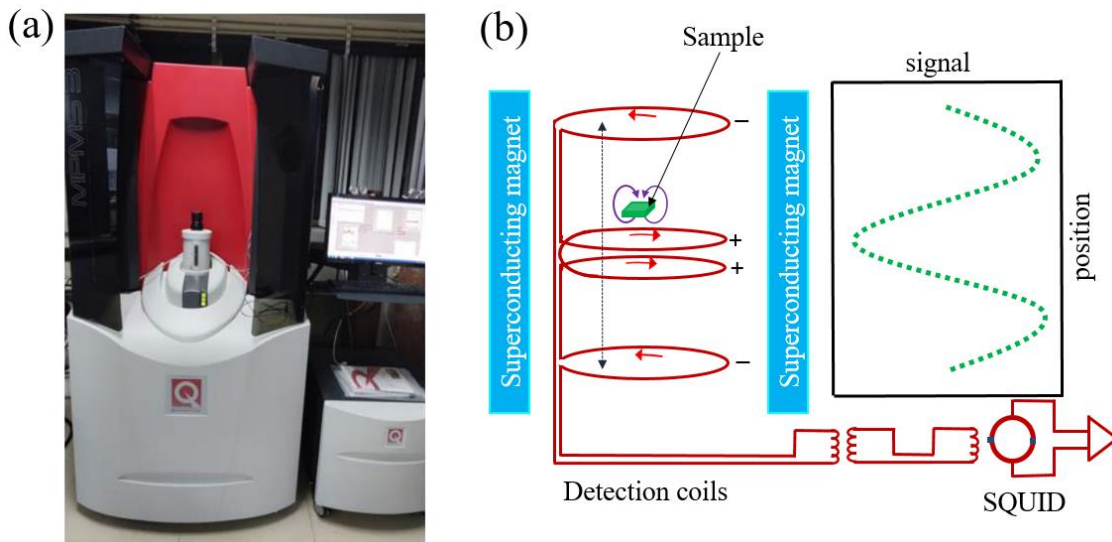 (a)
MPMS 3
Q
Q
(b)
Sample
signal
Superconducting magnet
Superconducting magnet
position
−
+
+
−
Detection coils
SQUID